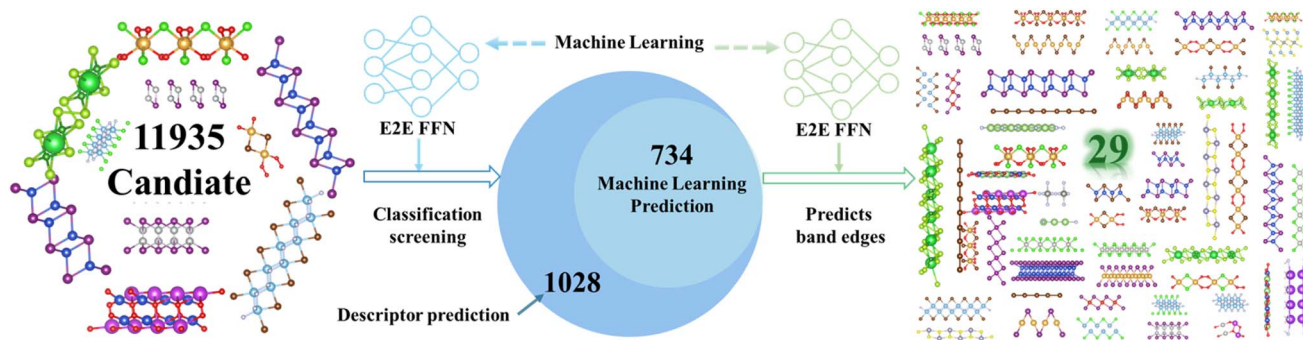 11935
Candiate
E2E FFN
Classification
screening
Machine Learning
734
Machine Learning
Prediction
1028
Descriptor prediction
E2E FFN
Predicts
band edges
29